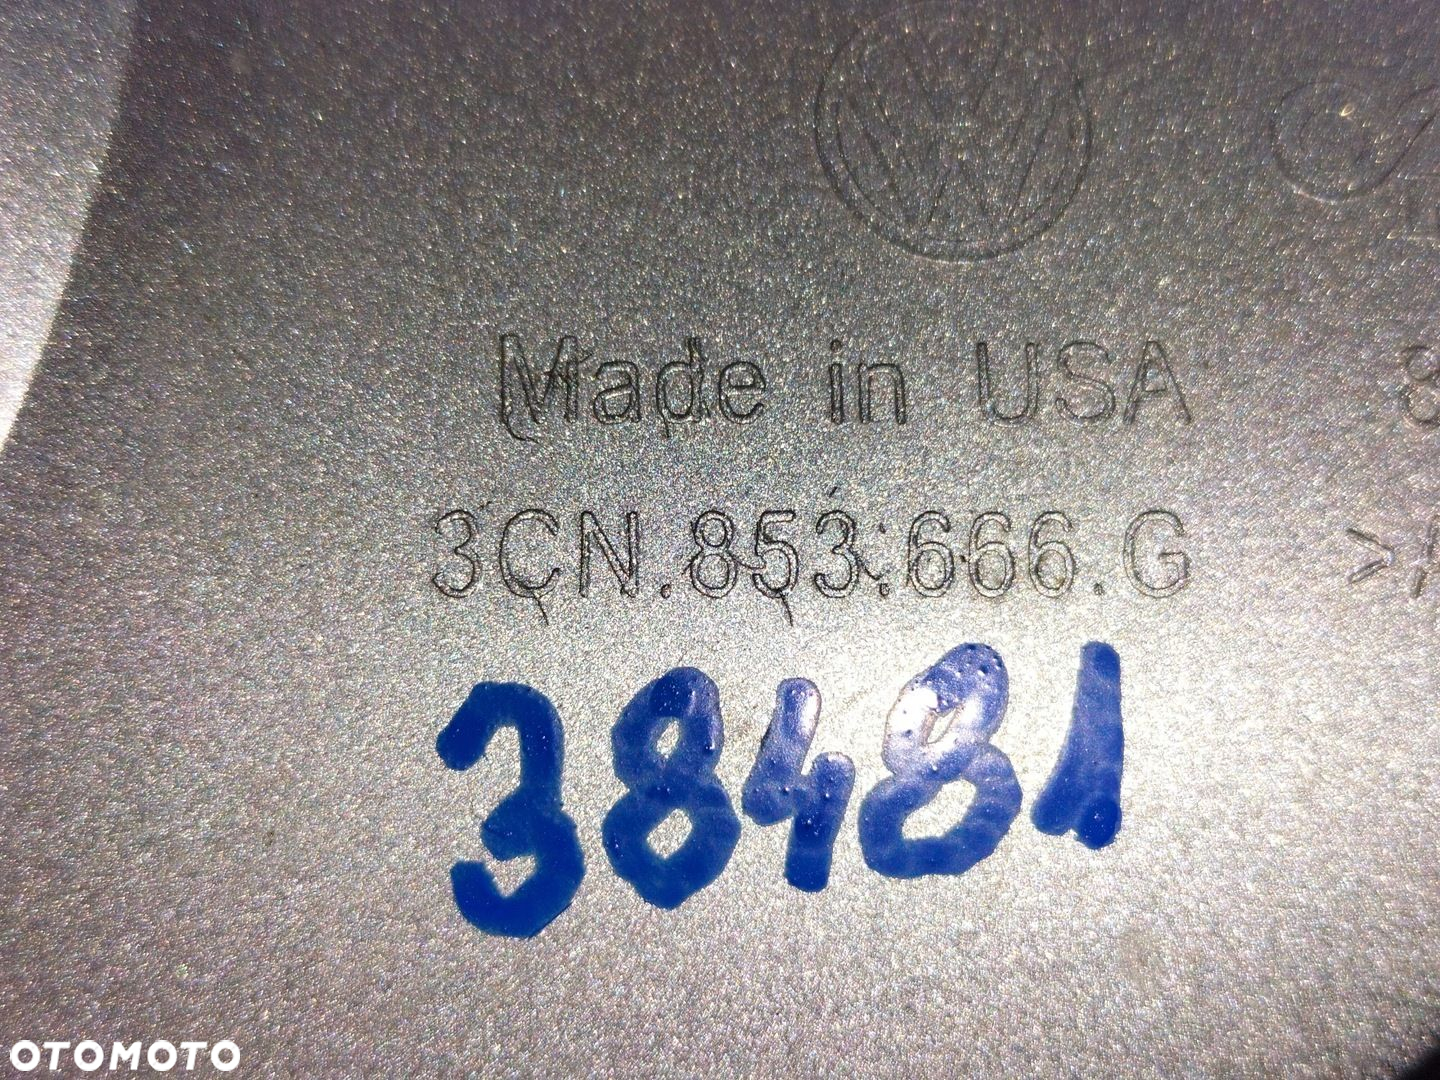 Made in USA
3CN.853.666.G
38481
OTOMOTO